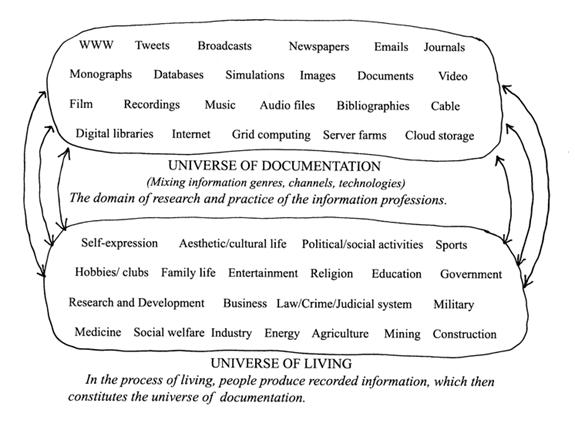 WWW Tweets Broadcasts Newspapers Emails Journals
Monographs Databases Simulations Images Documents Video
Film Recordings Music Audio files Bibliographies Cable
Digital libraries Internet Grid computing Server farms Cloud storage
UNIVERSE OF DOCUMENTATION
(Mixing information genres, channels, technologies)
The domain of research and practice of the information professions.
Self-expression Aesthetic/cultural life Political/social activities Sports
Hobbies/ clubs Family life Entertainment Religion Education Government
Research and Development Business Law/Crime/Judicial system Military
Medicine Social welfare Industry Energy Agriculture Mining Construction
UNIVERSE OF LIVING
In the process of living, people produce recorded information, which then
constitutes the universe of documentation.